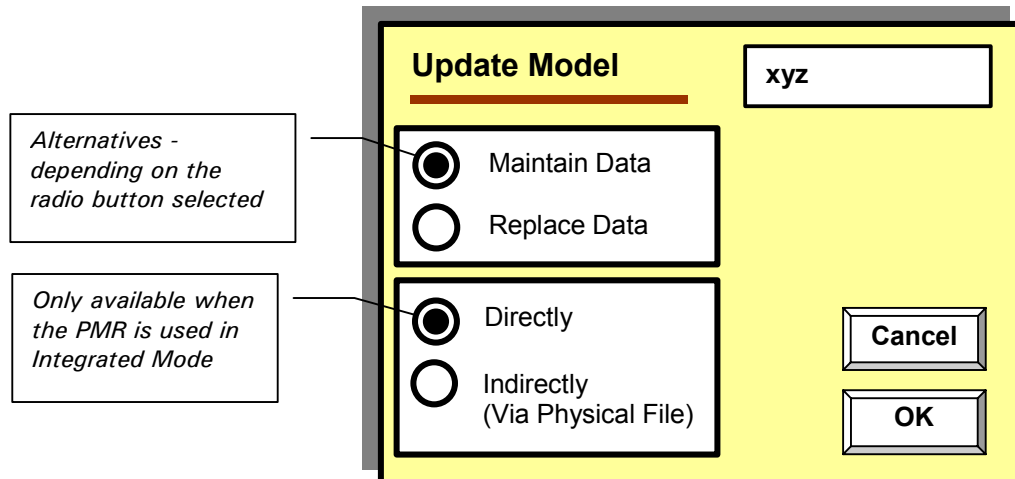 Update Model
xyz
Alternatives -
depending on the
radio button selected
Maintain Data
Replace Data
Only available when
the PMR is used in
Integrated Mode
Directly
Indirectly
(Via Physical File)
Cancel
OK